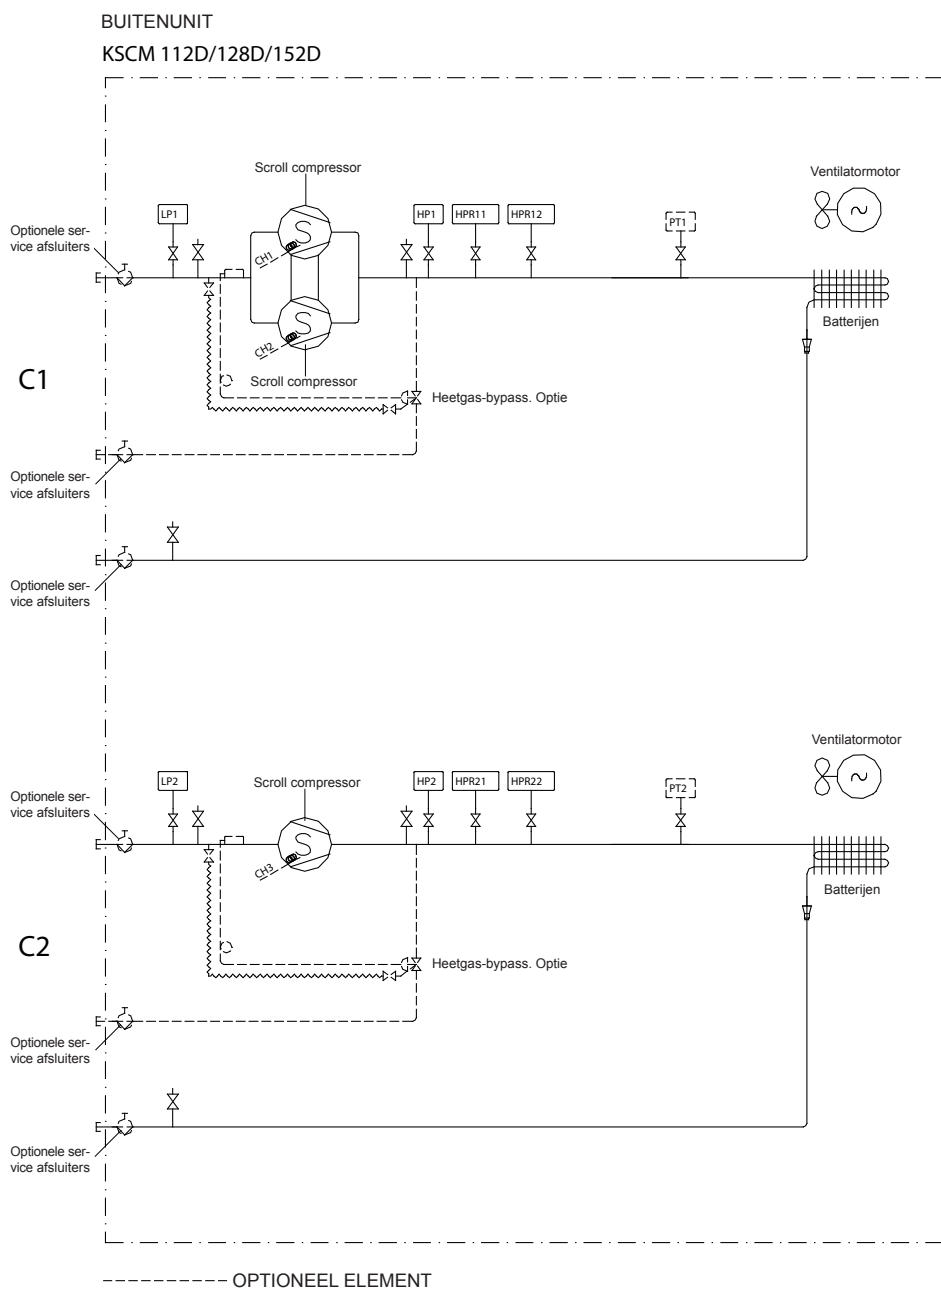 BUITENUNIT
KSCM 112D/128D/152D
Scroll compressor
Ventilatormotor
LP1
HP1
HPR11
HPR12
PT1
Optionele ser-
vice afsluiters
CH1
CH2
Batterijen
C1
Scroll compressor
Heetgas-bypass. Optie
Optionele ser-
vice afsluiters
Optionele ser-
vice afsluiters
Ventilatormotor
LP2
Scroll compressor
HP2
HPR21
HPR22
PT2
Optionele ser-
vice afsluiters
CH3
Batterijen
C2
Heetgas-bypass. Optie
Optionele ser-
vice afsluiters
Optionele ser-
vice afsluiters
OPTIONEEL ELEMENT